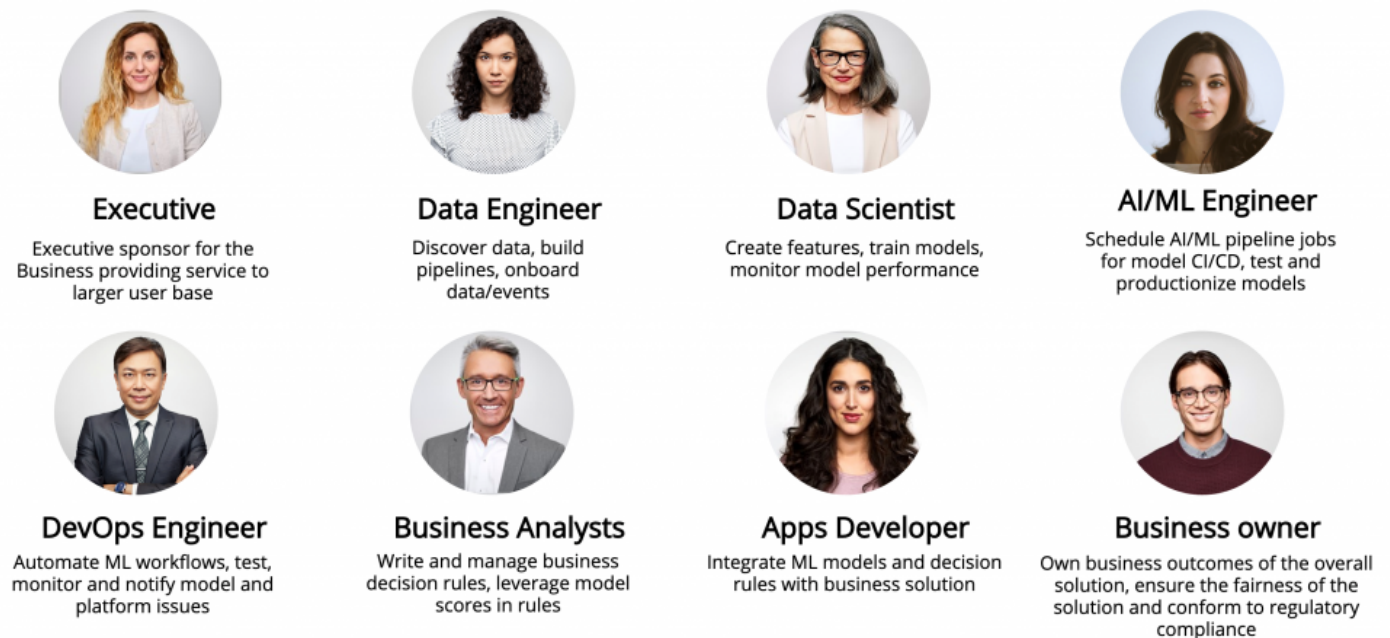 Executive
Executive sponsor for the
Business providing service to
larger user base
Data Engineer
Discover data, build
pipelines, onboard
data/events
Data Scientist
Create features, train models,
monitor model performance
AI/ML Engineer
Schedule AI/ML pipeline jobs
for model CI/CD, test and
productionize models
DevOps Engineer
Automate ML workflows, test,
monitor and notify model and
platform issues
Business Analysts
Write and manage business
decision rules, leverage model
scores in rules
Apps Developer
Integrate ML models and decision
rules with business solution
Business owner
Own business outcomes of the overall
solution, ensure the fairness of the
solution and conform to regulatory
compliance